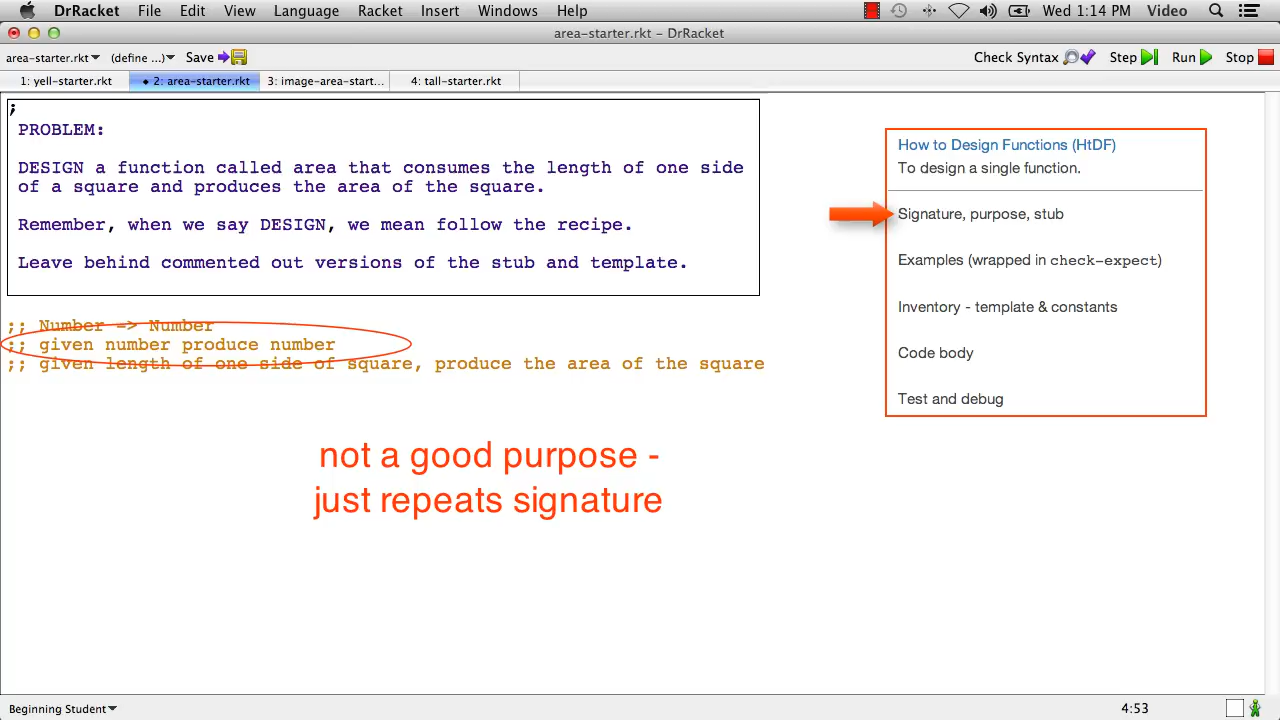 DrRacket File Edit View Language Racket Insert Windows Help Wed 1:14 PM Video
area-starter.rkt - DrRacket
area-starter.rkt (define ...) Save Check Syntax Step Run Stop
1: yell-starter.rkt • 2: area-starter.rkt 3: image-area-start... 4: tall-starter.rkt
;
PROBLEM:
DESIGN a function called area that consumes the length of one side
of a square and produces the area of the square.
Remember, when we say DESIGN, we mean follow the recipe.
Leave behind commented out versions of the stub and template.
;; Number -> Number
;; given number produce number
;; given length of one side of square, produce the area of the square
not a good purpose -
just repeats signature
How to Design Functions (HtDF)
To design a single function.
Signature, purpose, stub
Examples (wrapped in check-expect)
Inventory - template & constants
Code body
Test and debug
Beginning Student 4:53